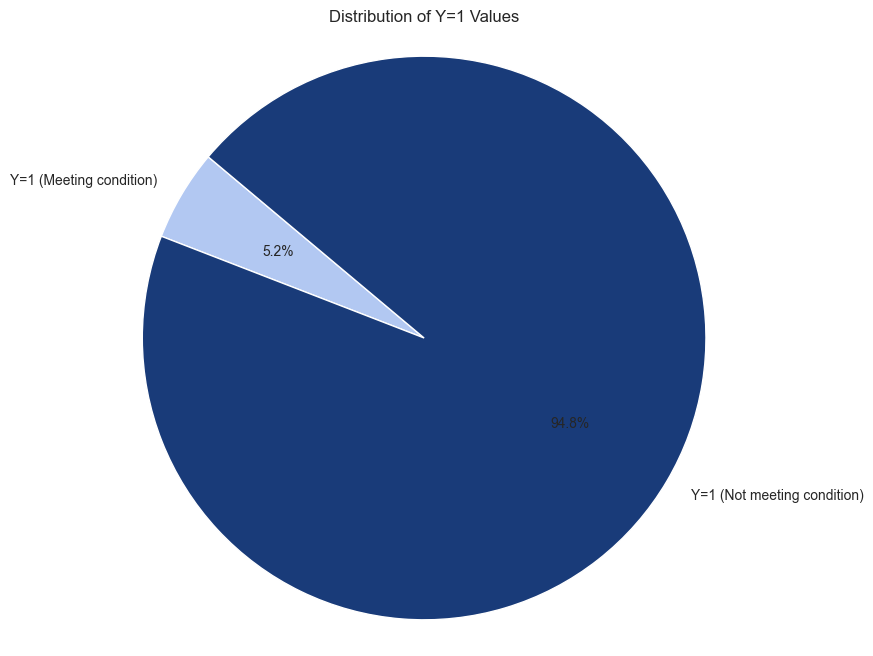 Distribution of Y=1 Values
Y=1 (Meeting condition)
5.2%
94.8%
Y=1 (Not meeting condition)